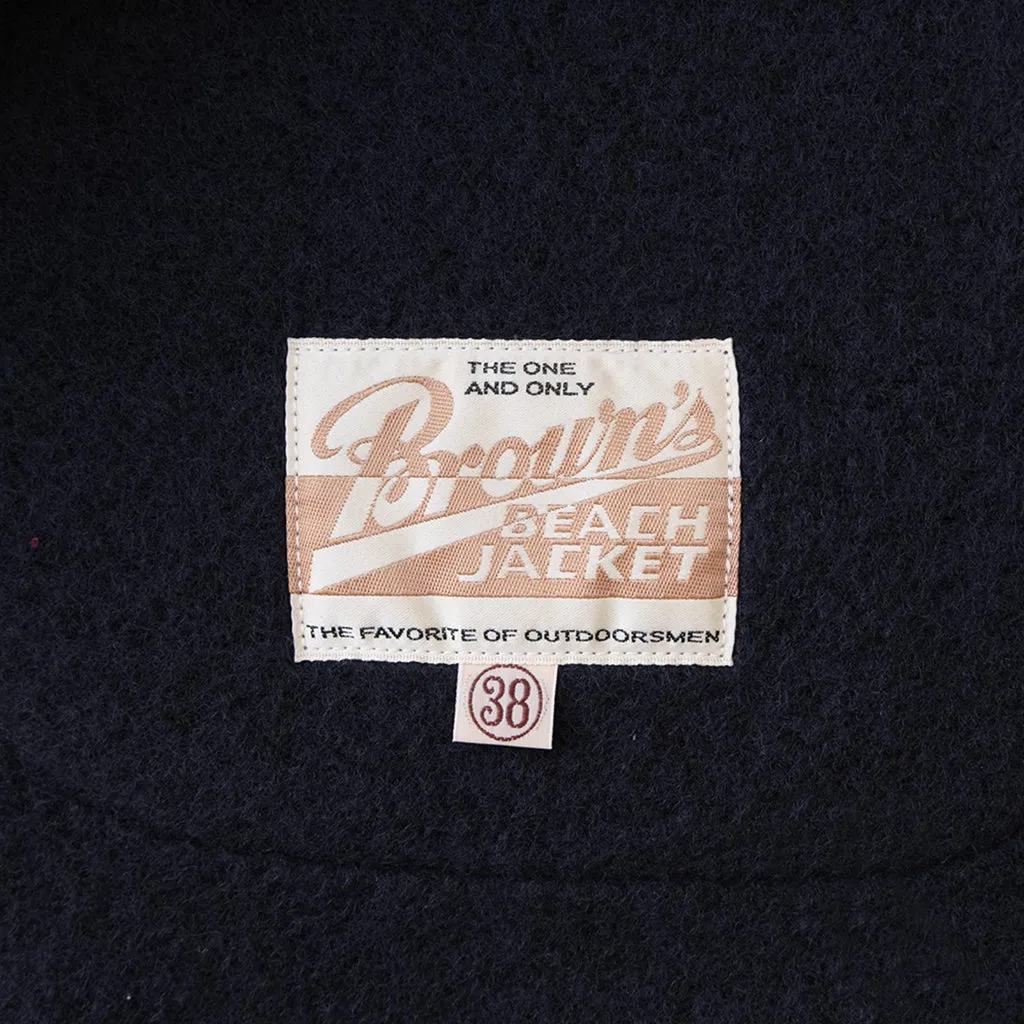 THE ONE
AND ONLY
Brown's
BEACH
JACKET
THE FAVORITE OF OUTDOORSMEN
38